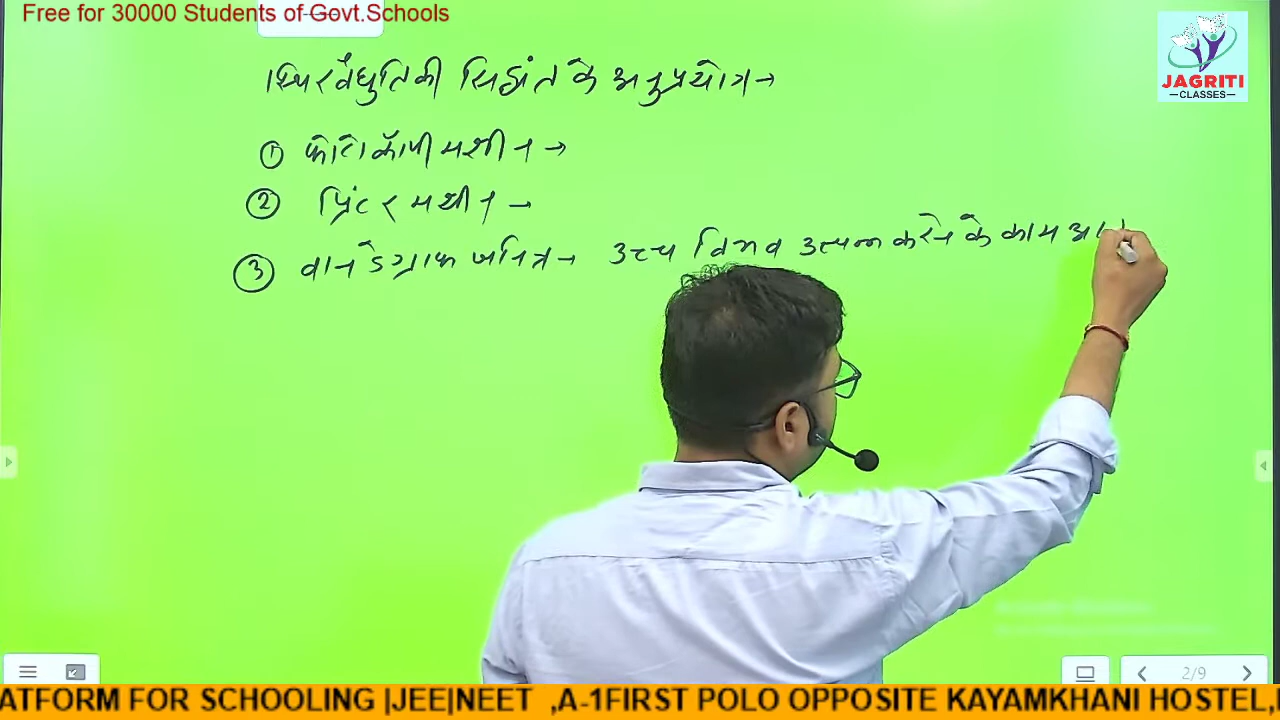 Free for 30000 Students of Govt.Schools
JAGRITI
CLASSES
स्थिरवैद्युतिकी सिद्धांत के अनुप्रयोग →
① फोटोकॉपी मशीन →
② प्रिंटर मशीन →
③ वान डे ग्राफ जनित्र → उच्च विभव उत्पन्न करने के काम
2/9
ATFORM FOR SCHOOLING |JEE|NEET ,A-1FIRST POLO OPPOSITE KAYAMKHANI HOSTEL,